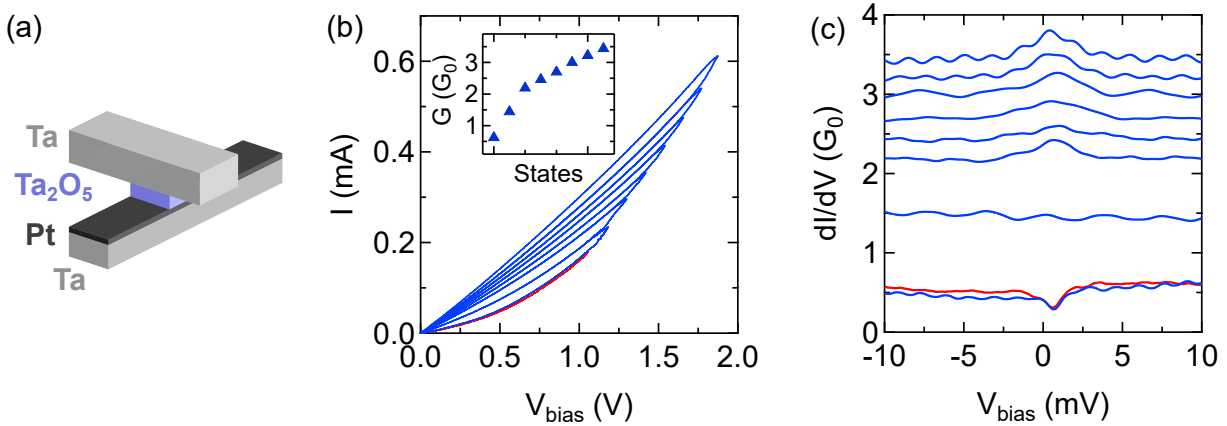 (a)
Ta
Ta₂O₅
Pt
Ta
(b)
I (mA)
0.6
0.4
0.2
0.0
0.0
0.5
1.0
1.5
2.0
V_bias (V)
G (G₀)
3
2
1
States
(c)
dI/dV (G₀)
4
3
2
1
0
-10
-5
0
5
10
V_bias (mV)